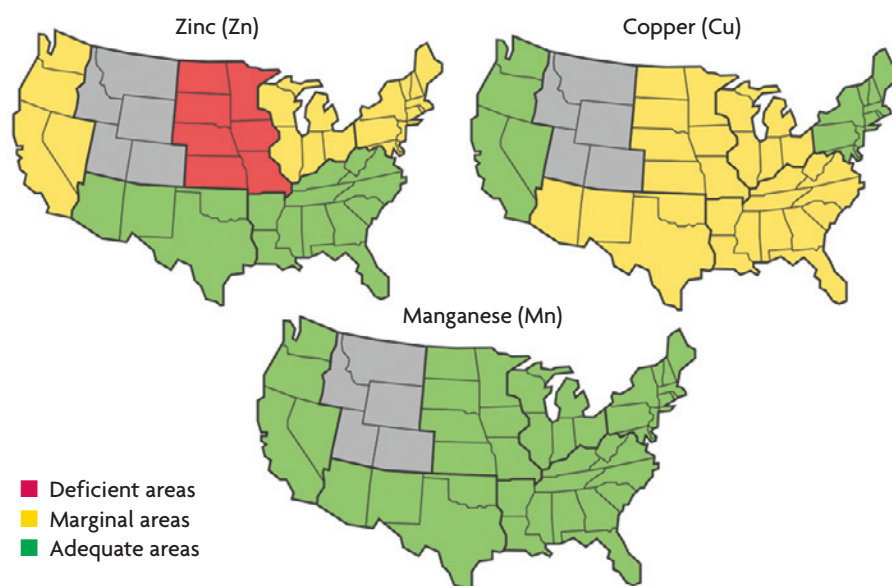 Zinc (Zn)
Copper (Cu)
Manganese (Mn)
Deficient areas
Marginal areas
Adequate areas